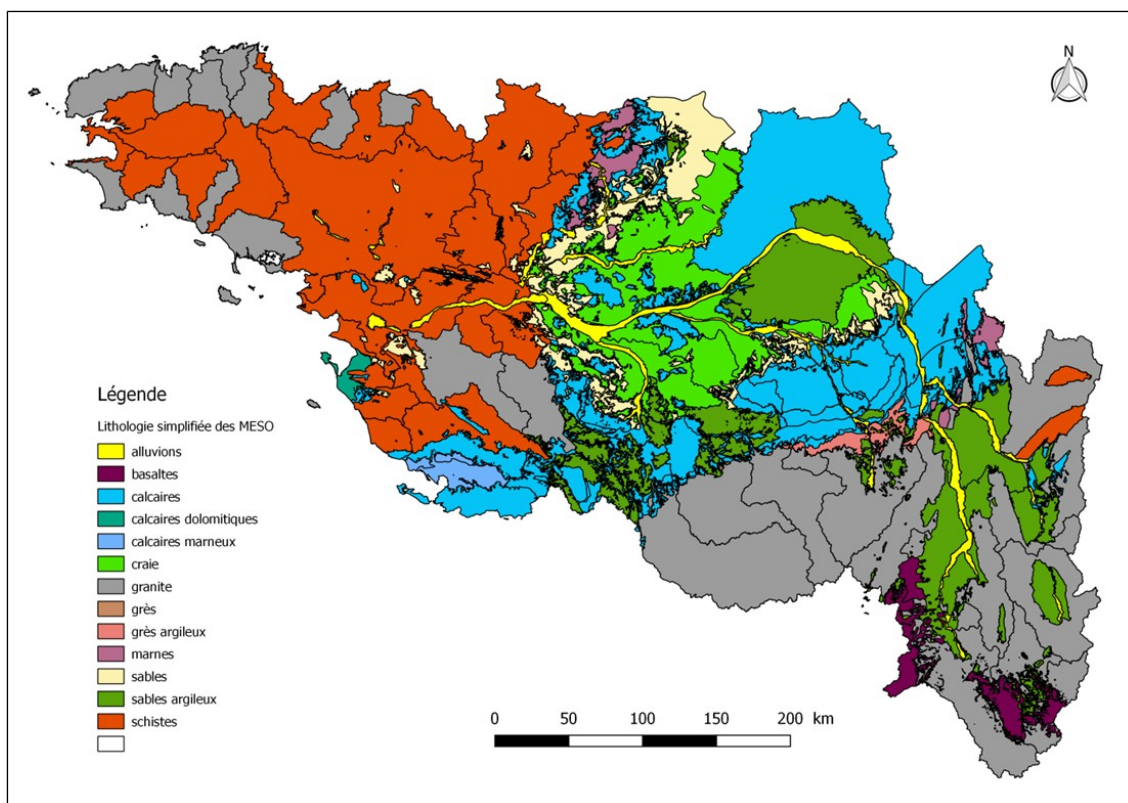 N
Légende
Lithologie simplifiée des MESO
alluvions
basaltes
calcaires
calcaires dolomitiques
calcaires marneux
craie
granite
grès
grès argileux
marnes
sables
sables argileux
schistes
0 50 100 150 200 km